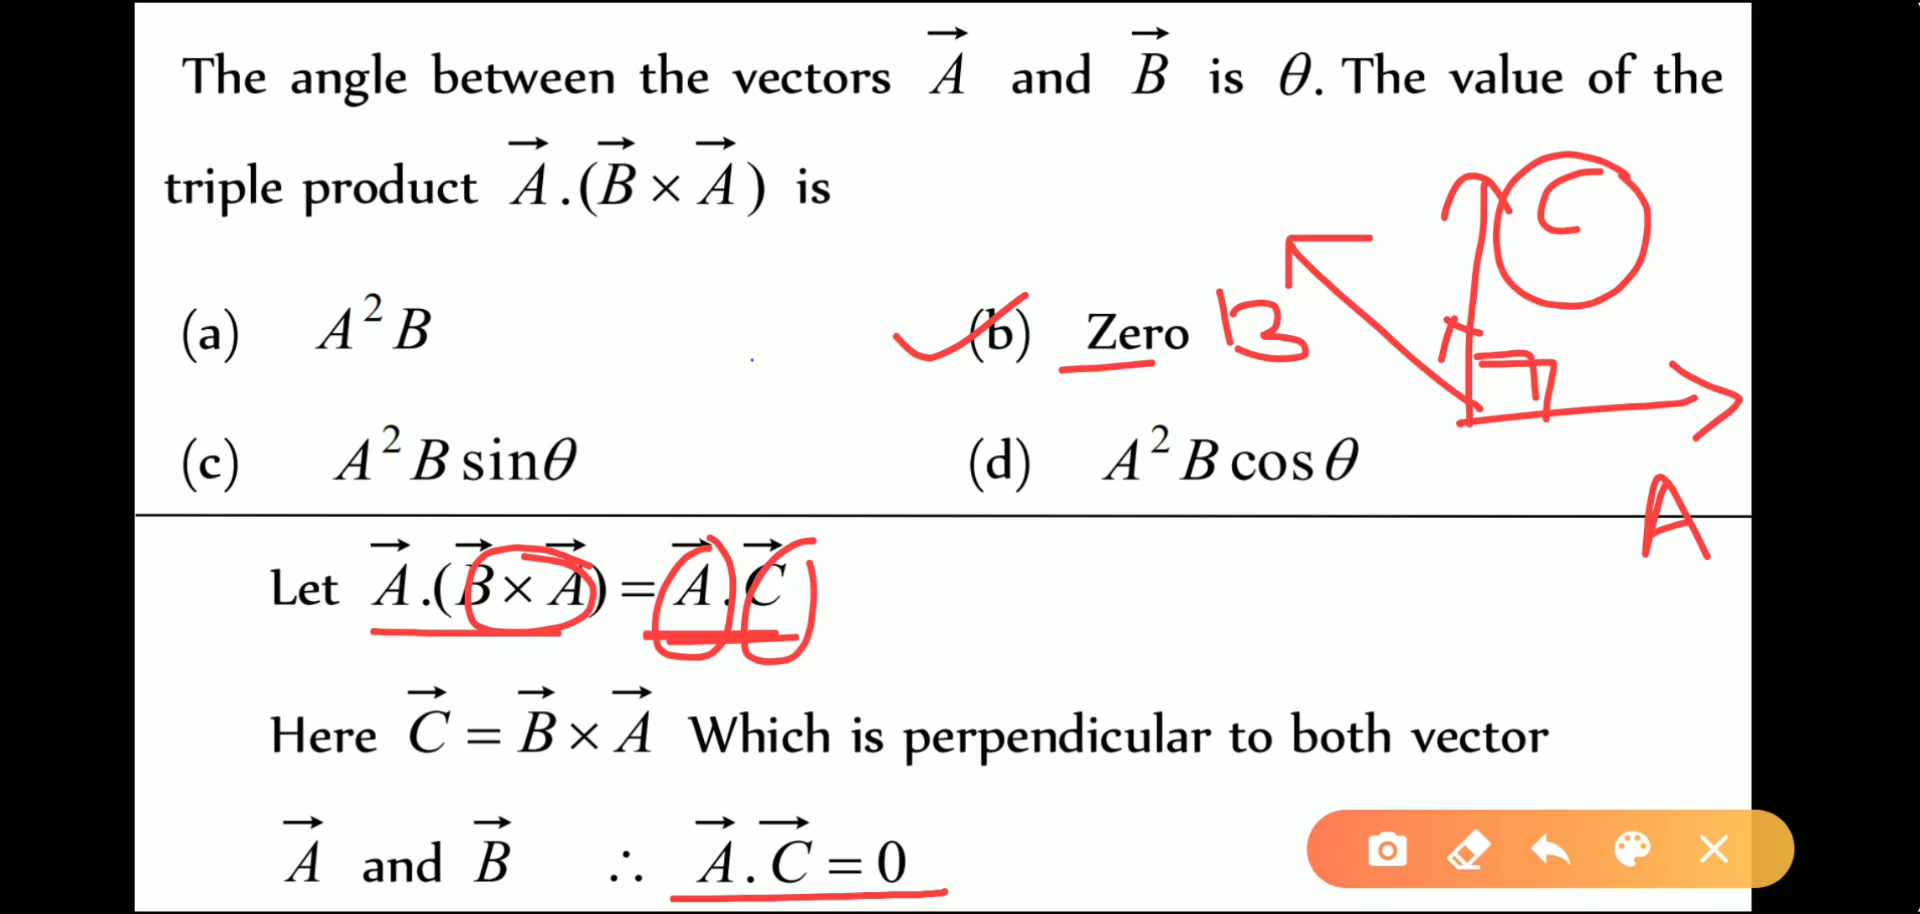 The angle between the vectors A⃗ and B⃗ is θ. The value of the
triple product A⃗.(B⃗ × A⃗) is
(a) A²B (b) Zero
(c) A²B sinθ (d) A²B cosθ
B
C
A
Let A⃗.(B⃗ × A⃗) = A⃗.C⃗
Here C⃗ = B⃗ × A⃗ Which is perpendicular to both vector
A⃗ and B⃗ ∴ A⃗.C⃗ = 0